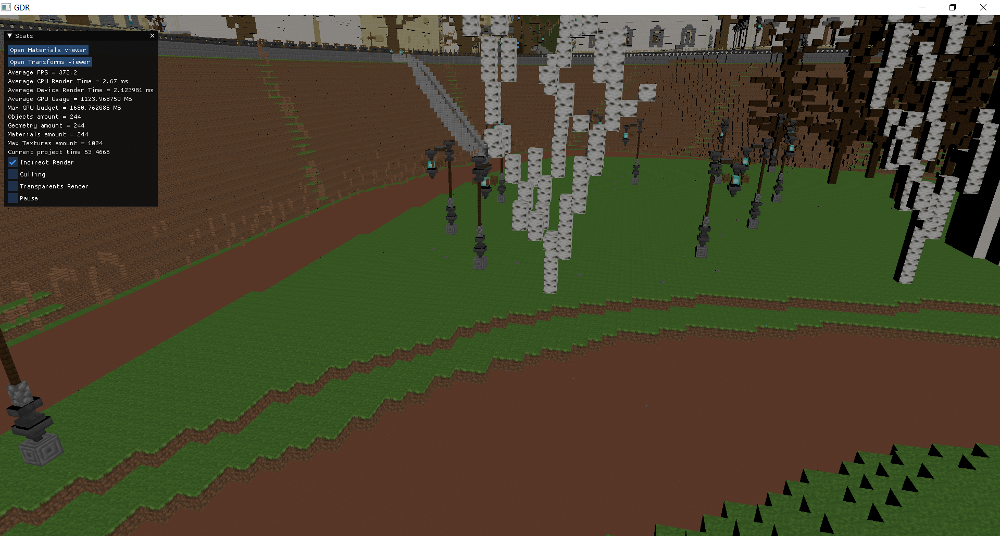 GDR
Stats
Open Materials viewer
Open Transforms viewer
Average FPS = 372.2
Average CPU Render Time = 2.67 ms
Average Device Render Time = 2.123981 ms
Average GPU Usage = 1123.968750 MB
Max GPU budget = 1680.762085 MB
Objects amount = 244
Geometry amount = 244
Materials amount = 244
Max Textures amount = 1024
Current project time 53.4665
Indirect Render
Culling
Transparents Render
Pause